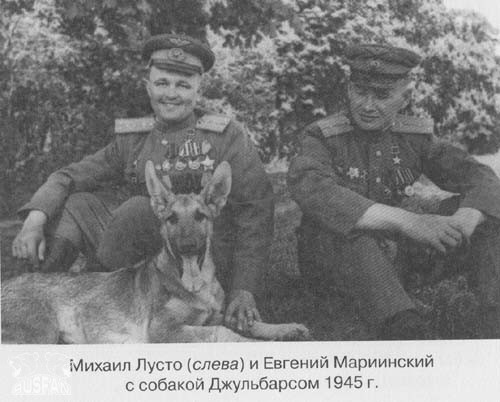 Михаил Лусто (слева) и Евгений Мариинский
с собакой Джульбарсом 1945 г.